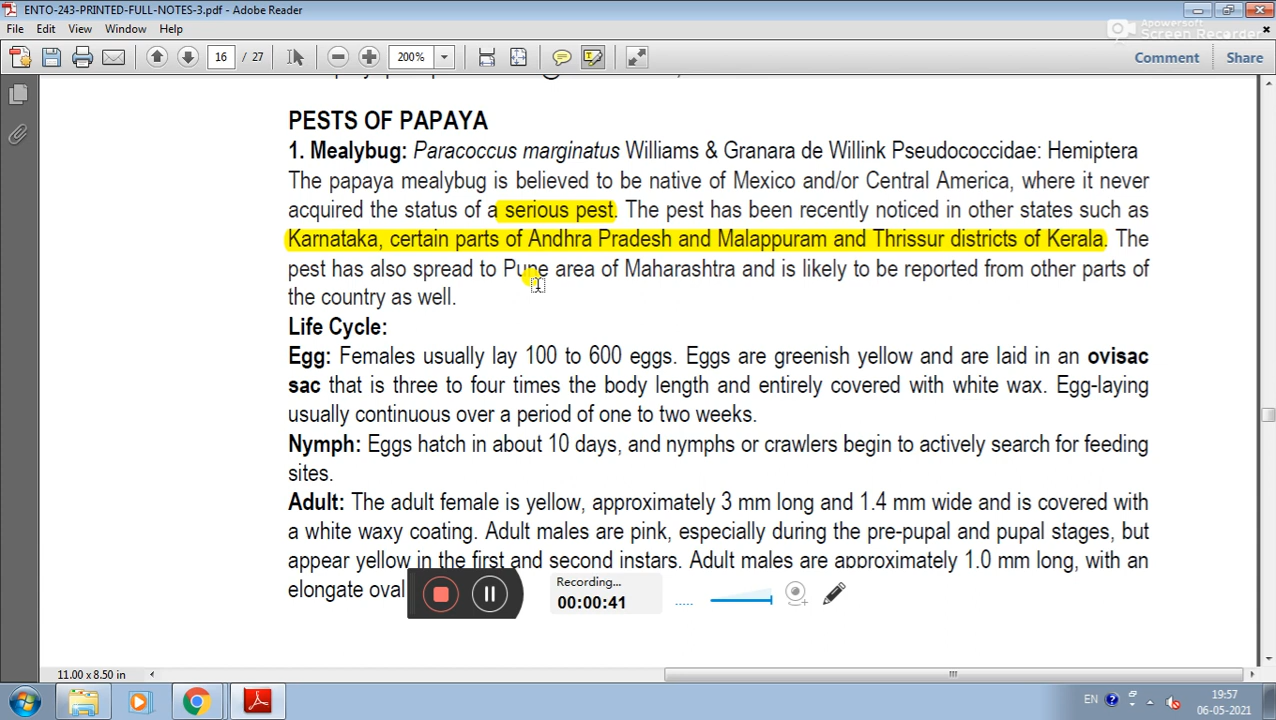 ENTO-243-PRINTED-FULL-NOTES-3.pdf - Adobe Reader
File Edit View Window Help
Apowersoft
Screen Recorder
16 / 27
200%
Comment Share
PESTS OF PAPAYA
1. Mealybug: Paracoccus marginatus Williams & Granara de Willink Pseudococcidae: Hemiptera
The papaya mealybug is believed to be native of Mexico and/or Central America, where it never
acquired the status of a serious pest. The pest has been recently noticed in other states such as
Karnataka, certain parts of Andhra Pradesh and Malappuram and Thrissur districts of Kerala. The
pest has also spread to Pune area of Maharashtra and is likely to be reported from other parts of
the country as well.
Life Cycle:
Egg: Females usually lay 100 to 600 eggs. Eggs are greenish yellow and are laid in an ovisac
sac that is three to four times the body length and entirely covered with white wax. Egg-laying
usually continuous over a period of one to two weeks.
Nymph: Eggs hatch in about 10 days, and nymphs or crawlers begin to actively search for feeding
sites.
Adult: The adult female is yellow, approximately 3 mm long and 1.4 mm wide and is covered with
a white waxy coating. Adult males are pink, especially during the pre-pupal and pupal stages, but
appear yellow in the first and second instars. Adult males are approximately 1.0 mm long, with an
elongate oval
Recording...
00:00:41
11.00 x 8.50 in
EN
19:57
06-05-2021